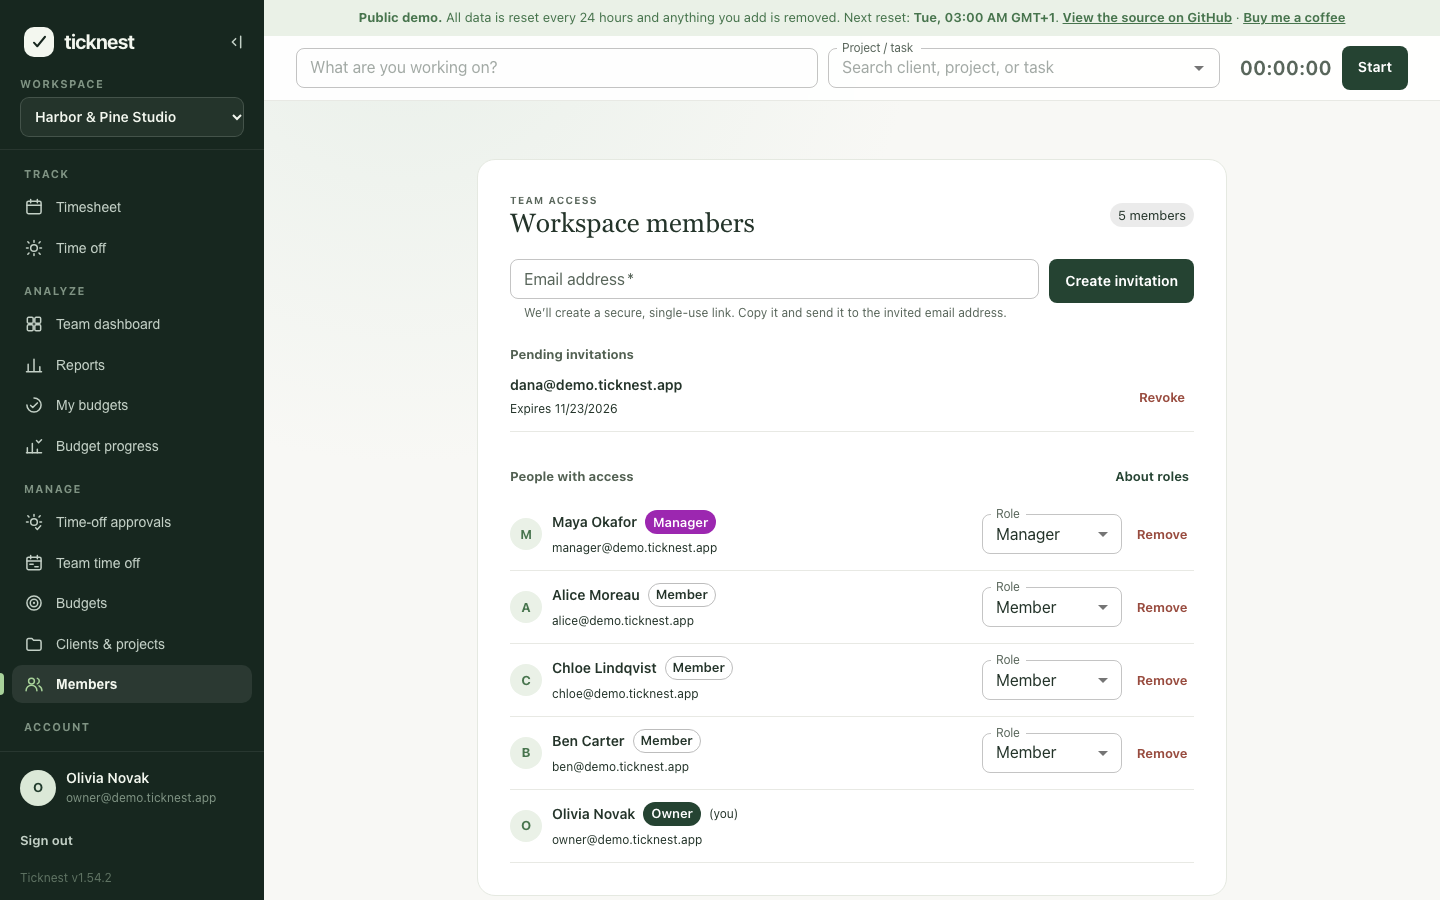 Public demo. All data is reset every 24 hours and anything you add is removed. Next reset: Tue, 03:00 AM GMT+1. View the source on GitHub · Buy me a coffee
ticknest
WORKSPACE
Harbor & Pine Studio
TRACK
Timesheet
Time off
ANALYZE
Team dashboard
Reports
My budgets
Budget progress
MANAGE
Time-off approvals
Team time off
Budgets
Clients & projects
Members
ACCOUNT
O
Olivia Novak
owner@demo.ticknest.app
Sign out
Ticknest v1.54.2
What are you working on?
Project / task
Search client, project, or task
00:00:00
Start
TEAM ACCESS
Workspace members
5 members
Email address *
Create invitation
We’ll create a secure, single-use link. Copy it and send it to the invited email address.
Pending invitations
dana@demo.ticknest.app
Expires 11/23/2026
Revoke
People with access
About roles
M
Maya Okafor
Manager
manager@demo.ticknest.app
Role
Manager
Remove
A
Alice Moreau
Member
alice@demo.ticknest.app
Role
Member
Remove
C
Chloe Lindqvist
Member
chloe@demo.ticknest.app
Role
Member
Remove
B
Ben Carter
Member
ben@demo.ticknest.app
Role
Member
Remove
O
Olivia Novak
Owner
(you)
owner@demo.ticknest.app